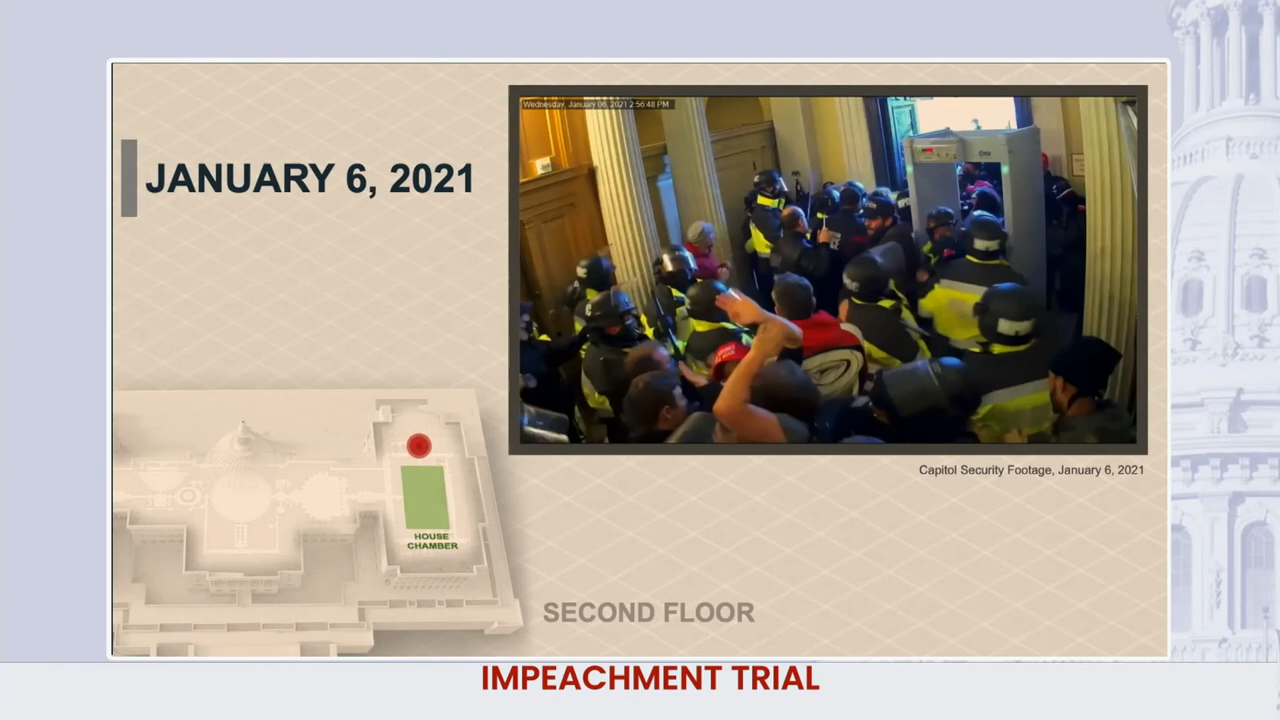 Wednesday, January 06, 2021 2:56:48 PM
JANUARY 6, 2021
Capitol Security Footage, January 6, 2021
HOUSE
CHAMBER
SECOND FLOOR
IMPEACHMENT TRIAL